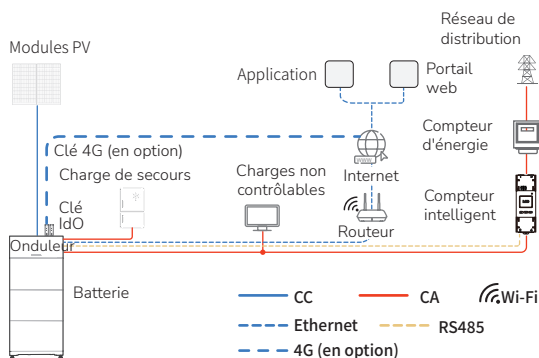 Réseau de
distribution
Modules PV
Application
Portail
web
Compteur
d'énergie
Clé 4G (en option)
Charge de secours
Charges non
contrôlables
www
Internet
Compteur
intelligent
Clé
IdO
Routeur
Onduleur
Batterie
CC
CA
Wi-Fi
Ethernet
RS485
4G (en option)